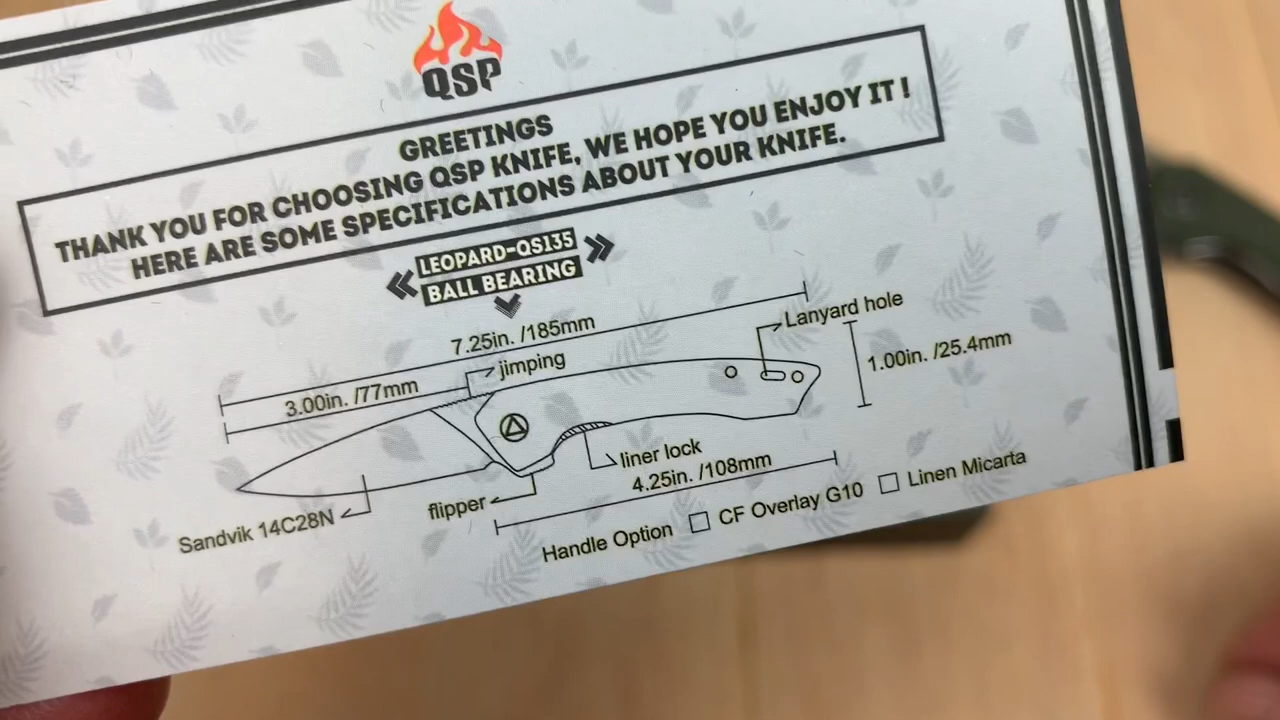 QSP
GREETINGS
THANK YOU FOR CHOOSING QSP KNIFE, WE HOPE YOU ENJOY IT !
HERE ARE SOME SPECIFICATIONS ABOUT YOUR KNIFE.
LEOPARD-QS135
BALL BEARING
7.25in. /185mm
Lanyard hole
jimping
3.00in. /77mm
1.00in. /25.4mm
liner lock
4.25in. /108mm
flipper
Sandvik 14C28N
Handle Option CF Overlay G10 Linen Micarta